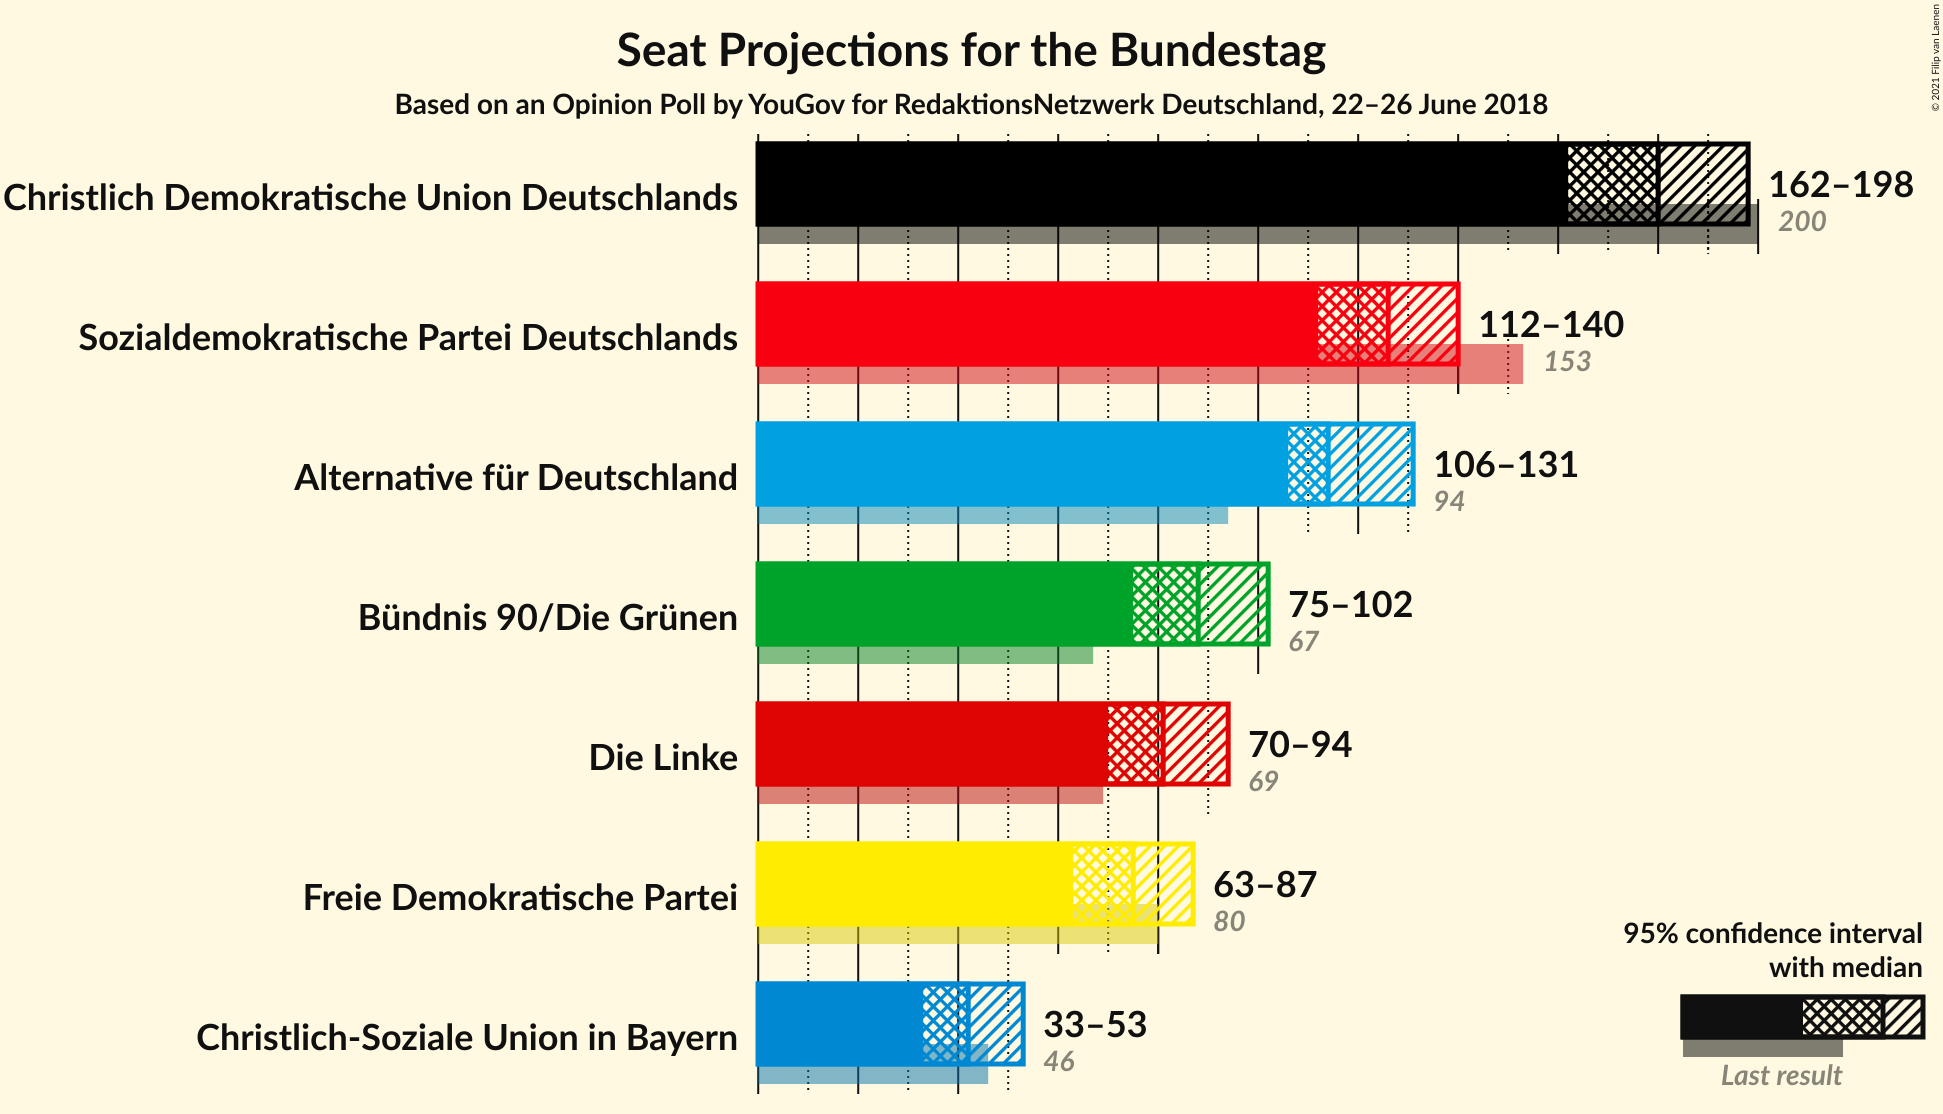 Seat Projections for the Bundestag
Based on an Opinion Poll by YouGov for RedaktionsNetzwerk Deutschland, 22–26 June 2018
© 2021 Filip van Laenen
Christlich Demokratische Union Deutschlands
162–198
200
Sozialdemokratische Partei Deutschlands
112–140
153
Alternative für Deutschland
106–131
94
Bündnis 90/Die Grünen
75–102
67
Die Linke
70–94
69
Freie Demokratische Partei
63–87
80
Christlich-Soziale Union in Bayern
33–53
46
95% confidence interval
with median
Last result